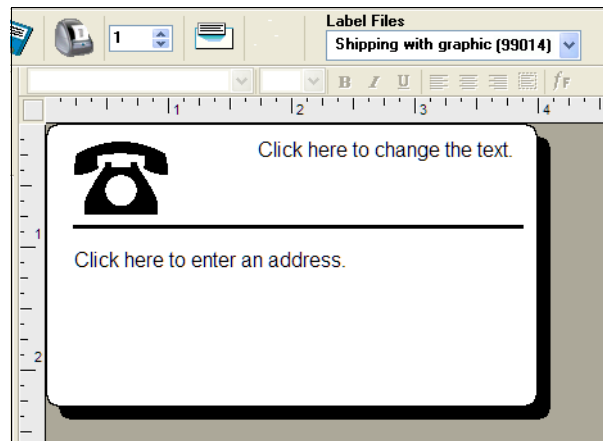 Label Files
1
Shipping with graphic (99014)
B I U fF
1 2 3 4
Click here to change the text.
1
Click here to enter an address.
2